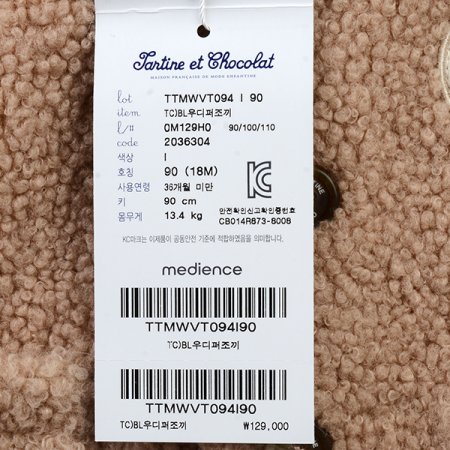 Tartine et Chocolat
MAISON FRANÇAISE DE MODE ENFANTINE
lot TTMWVT094 I 90
item TC)BL우디퍼조끼
l/# 0M129H0 90/100/110
code 2036304
색상 I
호칭 90 (18M)
사용연령 36개월 미만
키 90 cm
몸무게 13.4 kg
안전확인신고확인증번호
CB014R873-8006
KC마크는 이제품이 공통안전 기준에 적합하였음을 의미합니다.
medience
TTMWVT094I90
TC)BL우디퍼조끼
TTMWVT094I90
TC)BL우디퍼조끼 ₩129,000